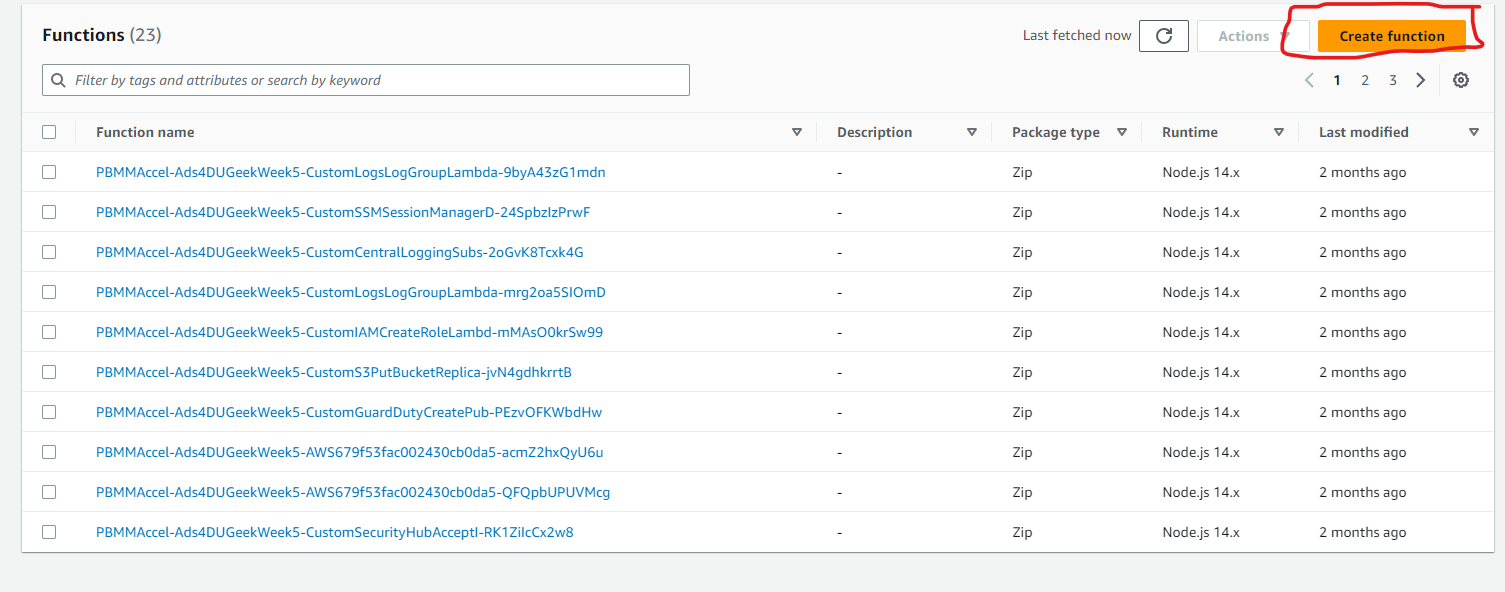 Functions (23) Last fetched now Actions Create function
Filter by tags and attributes or search by keyword 1 2 3
Function name Description Package type Runtime Last modified
PBMMAccel-Ads4DUGeekWeek5-CustomLogsLogGroupLambda-9byA43zG1mdn - Zip Node.js 14.x 2 months ago
PBMMAccel-Ads4DUGeekWeek5-CustomSSMSessionManagerD-24SpbzIzPrwF - Zip Node.js 14.x 2 months ago
PBMMAccel-Ads4DUGeekWeek5-CustomCentralLoggingSubs-2oGvK8Tcxk4G - Zip Node.js 14.x 2 months ago
PBMMAccel-Ads4DUGeekWeek5-CustomLogsLogGroupLambda-mrg2oa5SIOmD - Zip Node.js 14.x 2 months ago
PBMMAccel-Ads4DUGeekWeek5-CustomIAMCreateRoleLambd-mMAsO0krSw99 - Zip Node.js 14.x 2 months ago
PBMMAccel-Ads4DUGeekWeek5-CustomS3PutBucketReplica-jvN4gdhkrrtB - Zip Node.js 14.x 2 months ago
PBMMAccel-Ads4DUGeekWeek5-CustomGuardDutyCreatePub-PEzvOFKWbdHw - Zip Node.js 14.x 2 months ago
PBMMAccel-Ads4DUGeekWeek5-AWS679f53fac002430cb0da5-acmZ2hxQyU6u - Zip Node.js 14.x 2 months ago
PBMMAccel-Ads4DUGeekWeek5-AWS679f53fac002430cb0da5-QFQpbUPUVMcg - Zip Node.js 14.x 2 months ago
PBMMAccel-Ads4DUGeekWeek5-CustomSecurityHubAcceptI-RK1ZiIcCx2w8 - Zip Node.js 14.x 2 months ago